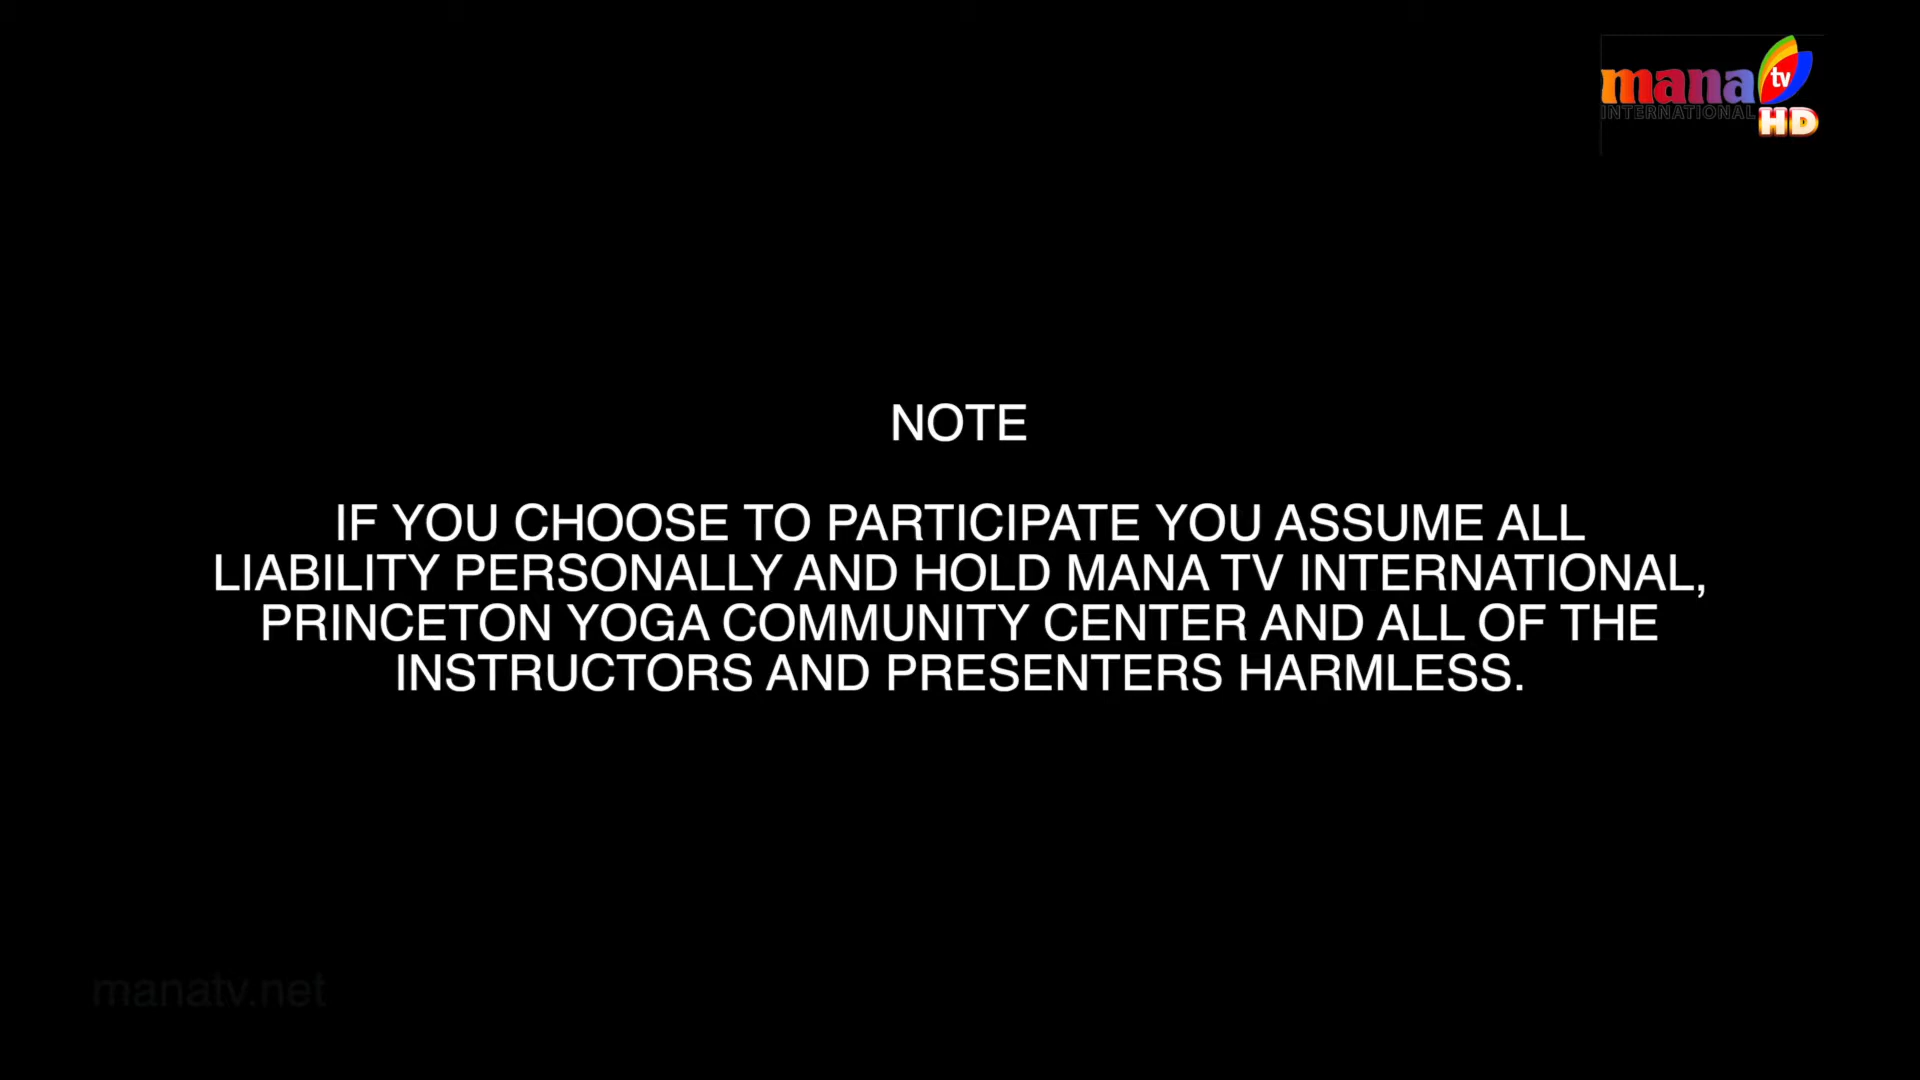 mana tv
INTERNATIONAL
HD
NOTE
IF YOU CHOOSE TO PARTICIPATE YOU ASSUME ALL
LIABILITY PERSONALLY AND HOLD MANA TV INTERNATIONAL,
PRINCETON YOGA COMMUNITY CENTER AND ALL OF THE
INSTRUCTORS AND PRESENTERS HARMLESS.
manatv.net